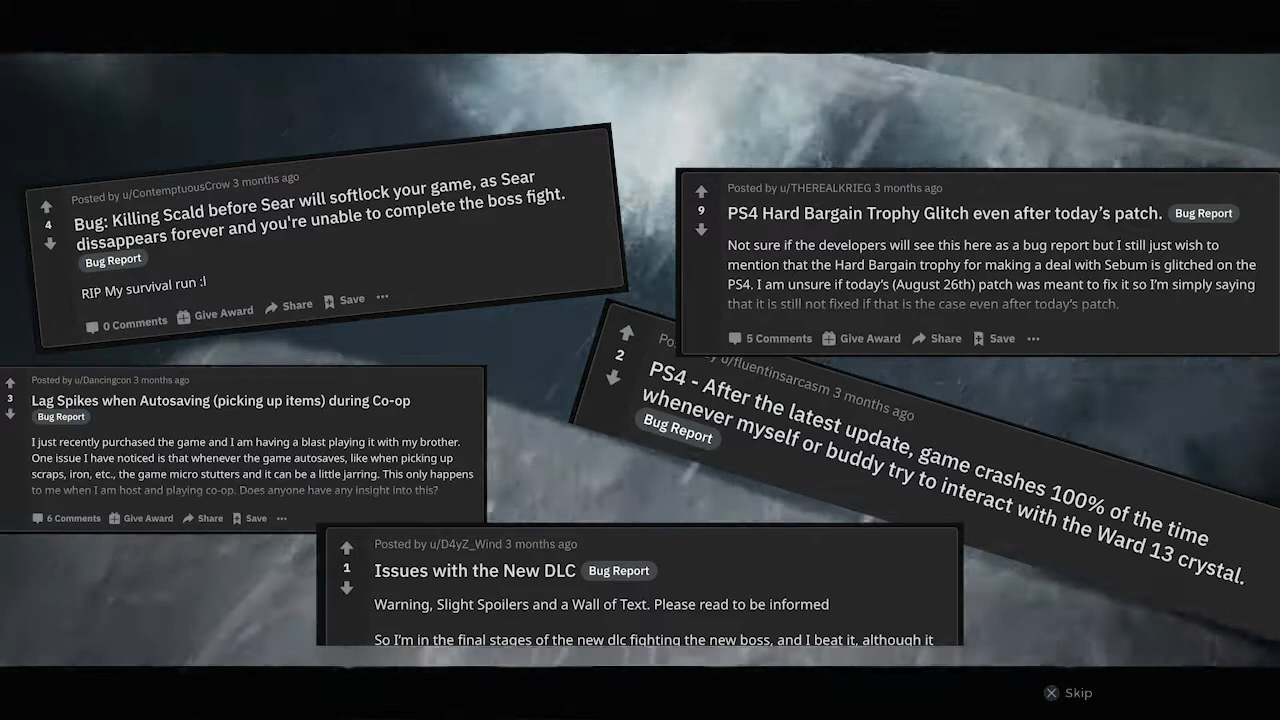 Posted by u/ContemptuousCrow 3 months ago
4
Bug: Killing Scald before Sear will softlock your game, as Sear
dissappears forever and you're unable to complete the boss fight.
Bug Report
RIP My survival run :l
0 Comments Give Award Share Save ...
Posted by u/THEREALKRIEG 3 months ago
9
PS4 Hard Bargain Trophy Glitch even after today's patch. Bug Report
Not sure if the developers will see this here as a bug report but I still just wish to
mention that the Hard Bargain trophy for making a deal with Sebum is glitched on the
PS4. I am unsure if today's (August 26th) patch was meant to fix it so I'm simply saying
that it is still not fixed if that is the case even after today's patch.
5 Comments Give Award Share Save ...
u/fluentinsarcasm 3 months ago
2
PS4 - After the latest update, game crashes 100% of the time
whenever myself or buddy try to interact with the Ward 13 crystal.
Bug Report
Posted by u/Dancingcon 3 months ago
3
Lag Spikes when Autosaving (picking up items) during Co-op
Bug Report
I just recently purchased the game and I am having a blast playing it with my brother.
One issue I have noticed is that whenever the game autosaves, like when picking up
scraps, iron, etc., the game micro stutters and it can be a little jarring. This only happens
to me when I am host and playing co-op. Does anyone have any insight into this?
6 Comments Give Award Share Save ...
Posted by u/D4yZ_Wind 3 months ago
1
Issues with the New DLC Bug Report
Warning, Slight Spoilers and a Wall of Text. Please read to be informed
So I'm in the final stages of the new dlc fighting the new boss, and I beat it, although it
Skip